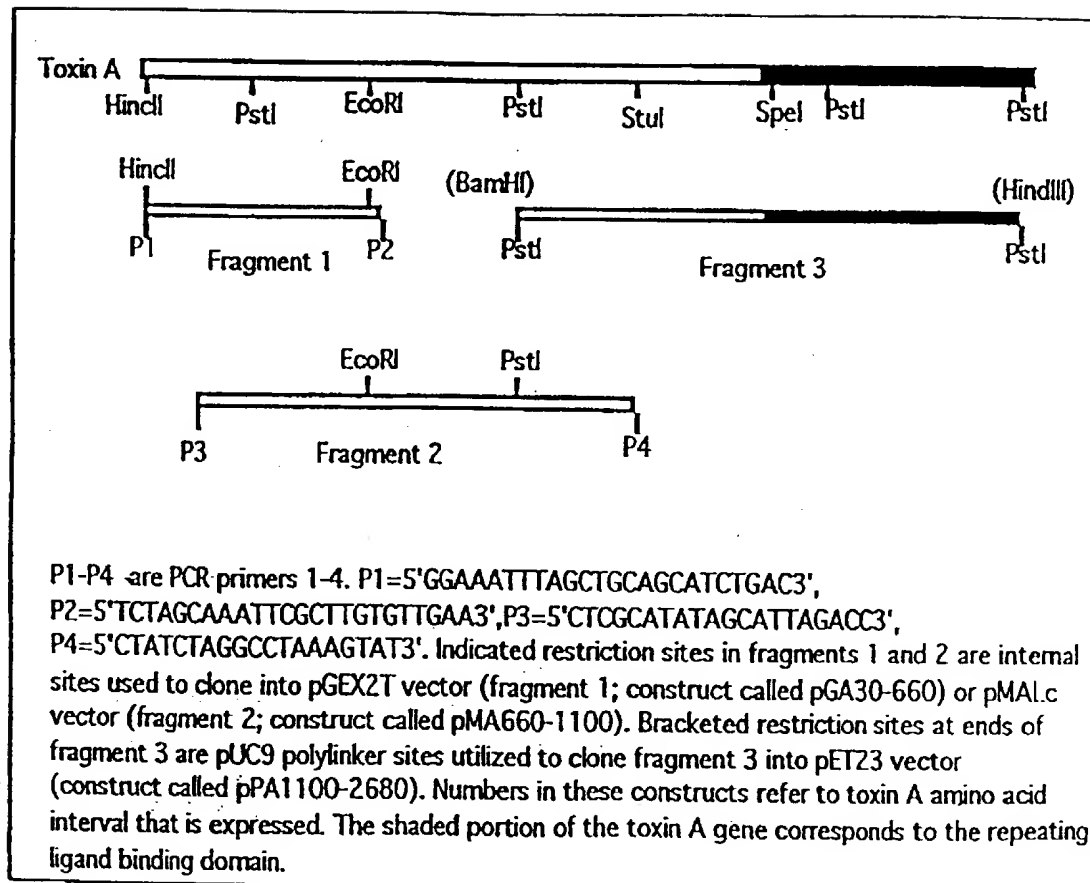 Toxin A
HincII PstI EcoRI PstI StuI SpeI PstI PstI
HincII EcoRI (BamHI) (HindIII)
P1 Fragment 1 P2 PstI Fragment 3 PstI
EcoRI PstI
P3 Fragment 2 P4
P1-P4 are PCR primers 1-4. P1=5'GGAAATTTAGCTGCAGCATCTGAC3',
P2=5'TCTAGCAAATTCGCTTGTGTTGAA3',P3=5'CTCGCATATAGCATTAGACC3',
P4=5'CTATCTAGGCCTAAAGTAT3'. Indicated restriction sites in fragments 1 and 2 are internal
sites used to clone into pGEX2T vector (fragment 1; construct called pGA30-660) or pMALc
vector (fragment 2; construct called pMA660-1100). Bracketed restriction sites at ends of
fragment 3 are pUC9 polylinker sites utilized to clone fragment 3 into pET23 vector
(construct called pPA1100-2680). Numbers in these constructs refer to toxin A amino acid
interval that is expressed. The shaded portion of the toxin A gene corresponds to the repeating
ligand binding domain.